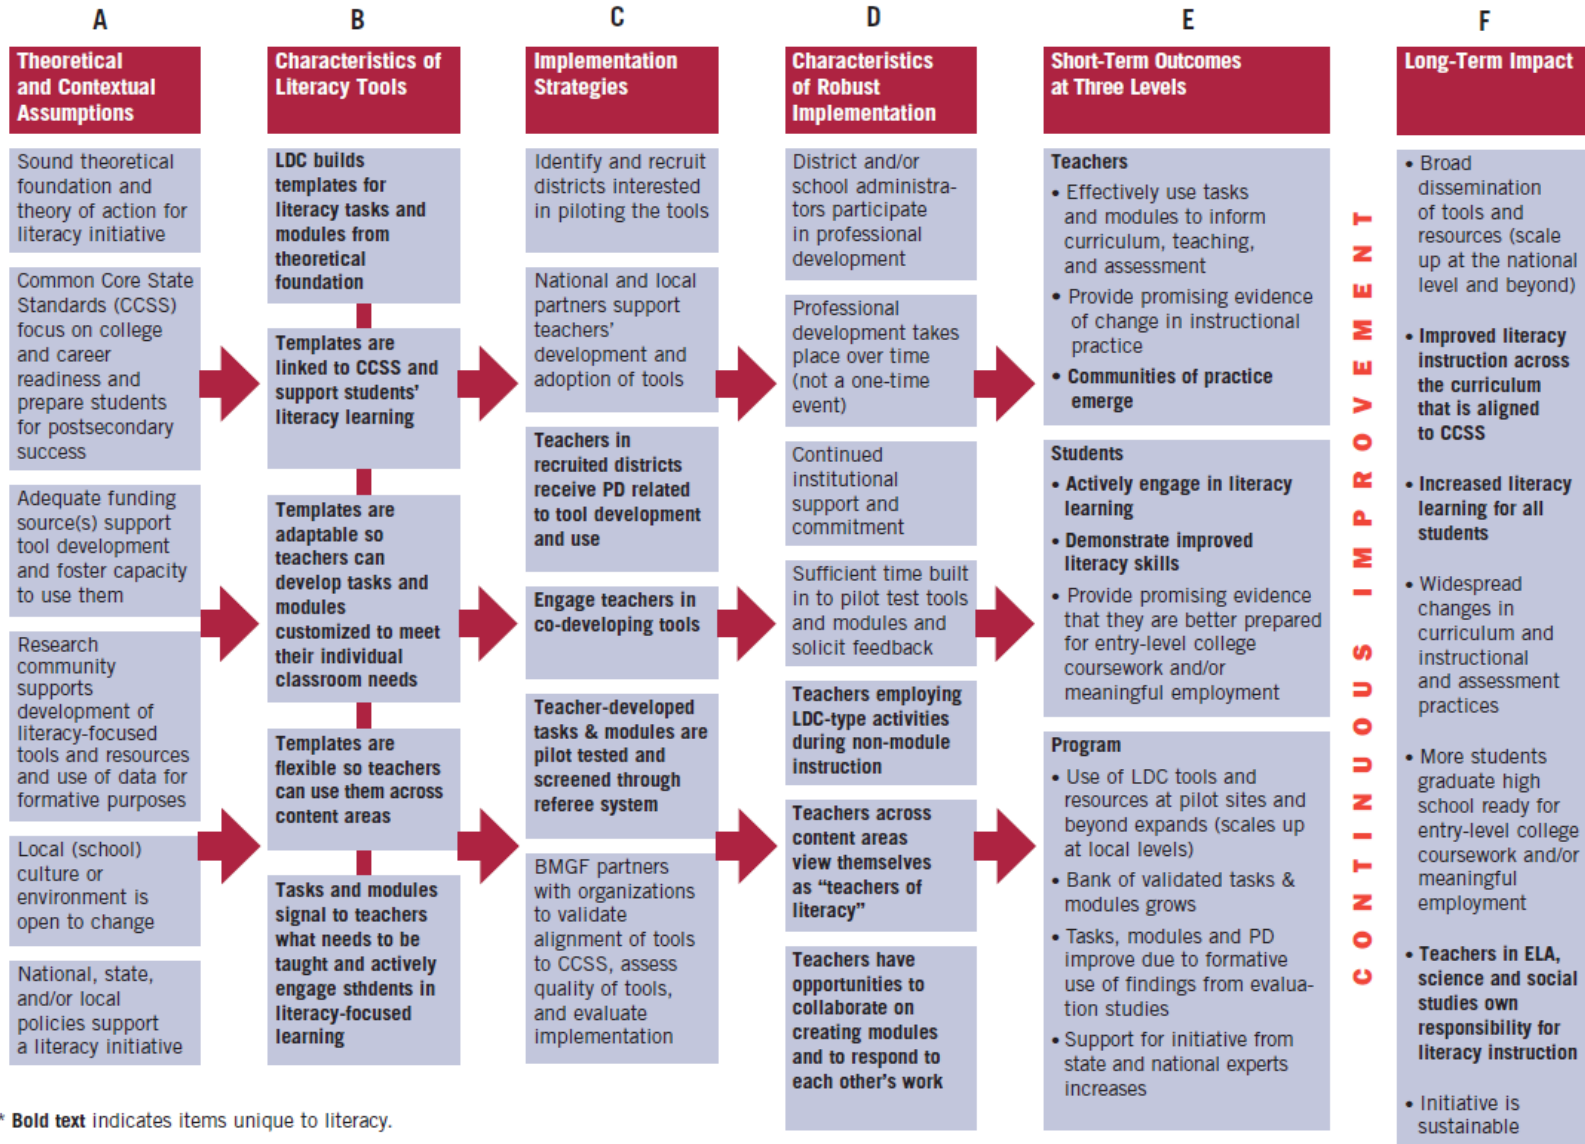 A
Theoretical
and Contextual
Assumptions
Sound theoretical
foundation and
theory of action for
literacy initiative
Common Core State
Standards (CCSS)
focus on college
and career
readiness and
prepare students
for postsecondary
success
Adequate funding
source(s) support
tool development
and foster capacity
to use them
Research
community
supports
development of
literacy-focused
tools and resources
and use of data for
formative purposes
Local (school)
culture or
environment is
open to change
National, state,
and/or local
policies support
a literacy initiative
B
Characteristics of
Literacy Tools
LDC builds
templates for
literacy tasks and
modules from
theoretical
foundation
Templates are
linked to CCSS and
support students’
literacy learning
Templates are
adaptable so
teachers can
develop tasks and
modules
customized to meet
their individual
classroom needs
Templates are
flexible so teachers
can use them across
content areas
Tasks and modules
signal to teachers
what needs to be
taught and actively
engage sthdents in
literacy-focused
learning
C
Implementation
Strategies
Identify and recruit
districts interested
in piloting the tools
National and local
partners support
teachers’
development and
adoption of tools
Teachers in
recruited districts
receive PD related
to tool development
and use
Engage teachers in
co-developing tools
Teacher-developed
tasks & modules are
pilot tested and
screened through
referee system
BMGF partners
with organizations
to validate
alignment of tools
to CCSS, assess
quality of tools,
and evaluate
implementation
D
Characteristics
of Robust
Implementation
District and/or
school administra-
tors participate
in professional
development
Professional
development takes
place over time
(not a one-time
event)
Continued
institutional
support and
commitment
Sufficient time built
in to pilot test tools
and modules and
solicit feedback
Teachers employing
LDC-type activities
during non-module
instruction
Teachers across
content areas
view themselves
as “teachers of
literacy”
Teachers have
opportunities to
collaborate on
creating modules
and to respond to
each other’s work
E
Short-Term Outcomes
at Three Levels
Teachers
• Effectively use tasks
and modules to inform
curriculum, teaching,
and assessment
• Provide promising evidence
of change in instructional
practice
• Communities of practice
emerge
Students
• Actively engage in literacy
learning
• Demonstrate improved
literacy skills
• Provide promising evidence
that they are better prepared
for entry-level college
coursework and/or
meaningful employment
Program
• Use of LDC tools and
resources at pilot sites and
beyond expands (scales up
at local levels)
• Bank of validated tasks &
modules grows
• Tasks, modules and PD
improve due to formative
use of findings from evalua-
tion studies
• Support for initiative from
state and national experts
increases
CONTINUOUS IMPROVEMENT
F
Long-Term Impact
• Broad
dissemination
of tools and
resources (scale
up at the national
level and beyond)
• Improved literacy
instruction across
the curriculum
that is aligned
to CCSS
• Increased literacy
learning for all
students
• Widespread
changes in
curriculum and
instructional
and assessment
practices
• More students
graduate high
school ready for
entry-level college
coursework and/or
meaningful
employment
• Teachers in ELA,
science and social
studies own
responsibility for
literacy instruction
• Initiative is
sustainable
* Bold text indicates items unique to literacy.